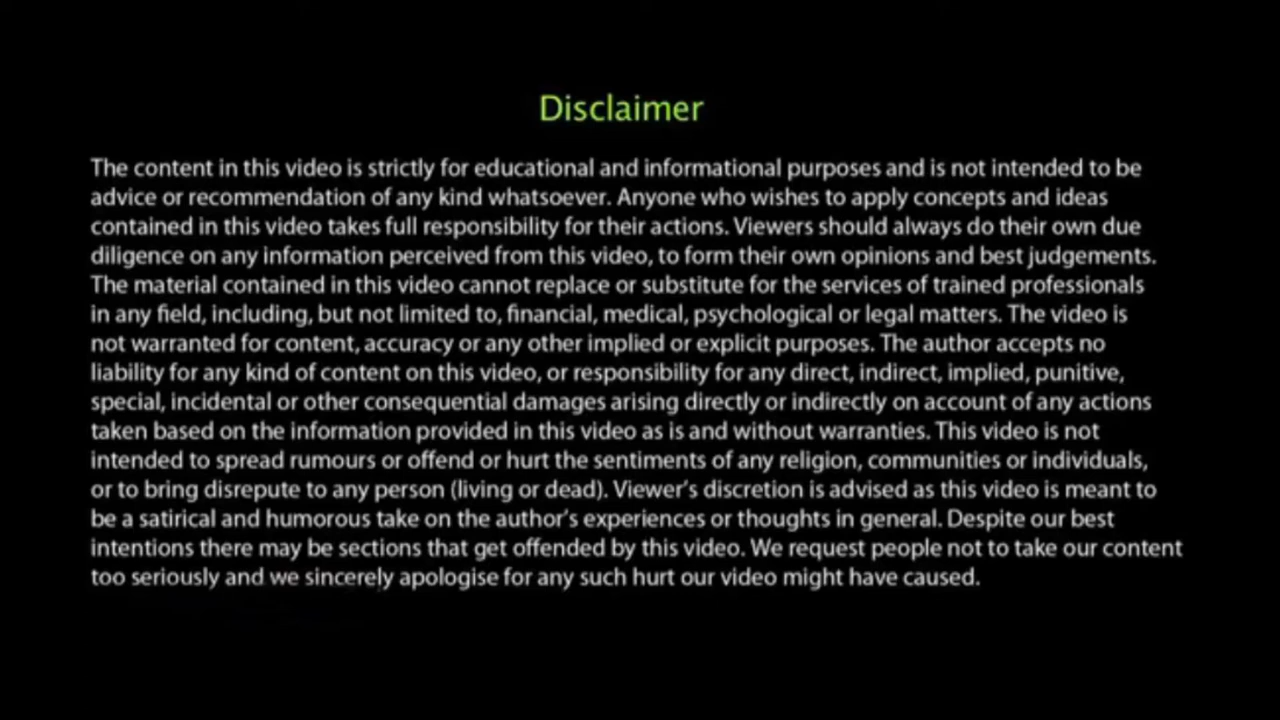 Disclaimer
The content in this video is strictly for educational and informational purposes and is not intended to be
advice or recommendation of any kind whatsoever. Anyone who wishes to apply concepts and ideas
contained in this video takes full responsibility for their actions. Viewers should always do their own due
diligence on any information perceived from this video, to form their own opinions and best judgements.
The material contained in this video cannot replace or substitute for the services of trained professionals
in any field, including, but not limited to, financial, medical, psychological or legal matters. The video is
not warranted for content, accuracy or any other implied or explicit purposes. The author accepts no
liability for any kind of content on this video, or responsibility for any direct, indirect, implied, punitive,
special, incidental or other consequential damages arising directly or indirectly on account of any actions
taken based on the information provided in this video as is and without warranties. This video is not
intended to spread rumours or offend or hurt the sentiments of any religion, communities or individuals,
or to bring disrepute to any person (living or dead). Viewer's discretion is advised as this video is meant to
be a satirical and humorous take on the author's experiences or thoughts in general. Despite our best
intentions there may be sections that get offended by this video. We request people not to take our content
too seriously and we sincerely apologise for any such hurt our video might have caused.